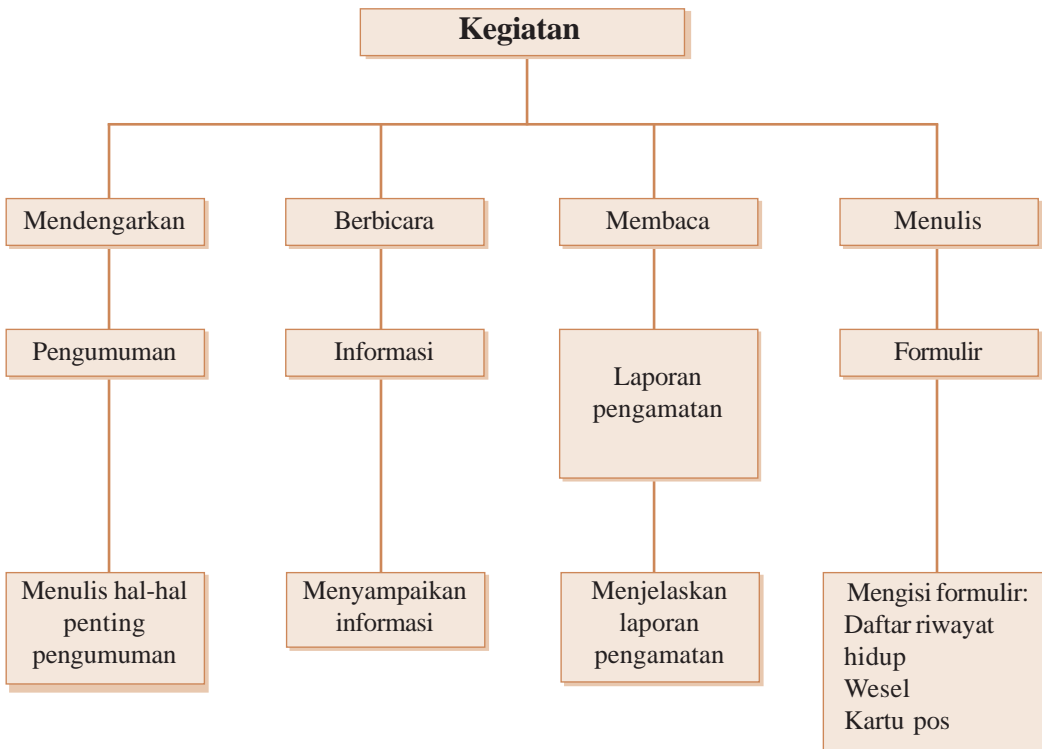 Kegiatan
Mendengarkan
Berbicara
Membaca
Menulis
Pengumuman
Informasi
Laporan
pengamatan
Formulir
Menulis hal-hal
penting
pengumuman
Menyampaikan
informasi
Menjelaskan
laporan
pengamatan
Mengisi formulir:
Daftar riwayat
hidup
Wesel
Kartu pos